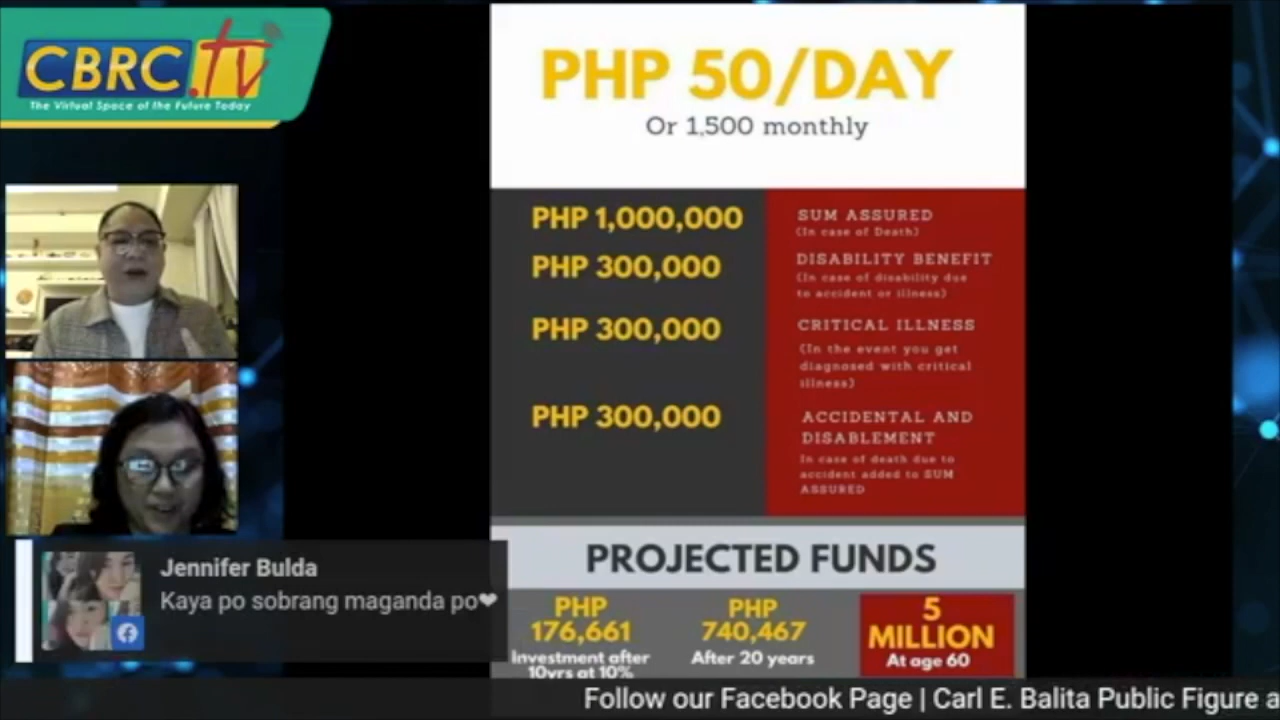 CBRC.tv
The Virtual Space of the Future Today
PHP 50/DAY
Or 1,500 monthly
PHP 1,000,000
SUM ASSURED
(In case of Death)
PHP 300,000
DISABILITY BENEFIT
(In case of disability due
to accident or illness)
PHP 300,000
CRITICAL ILLNESS
(In the event you get
diagnosed with critical
illness)
PHP 300,000
ACCIDENTAL AND
DISABLEMENT
In case of death due to
accident added to SUM
ASSURED
PROJECTED FUNDS
PHP
176,661
Investment after
10yrs at 10%
PHP
740,467
After 20 years
5
MILLION
At age 60
Jennifer Bulda
Kaya po sobrang maganda po❤
Follow our Facebook Page | Carl E. Balita Public Figure a